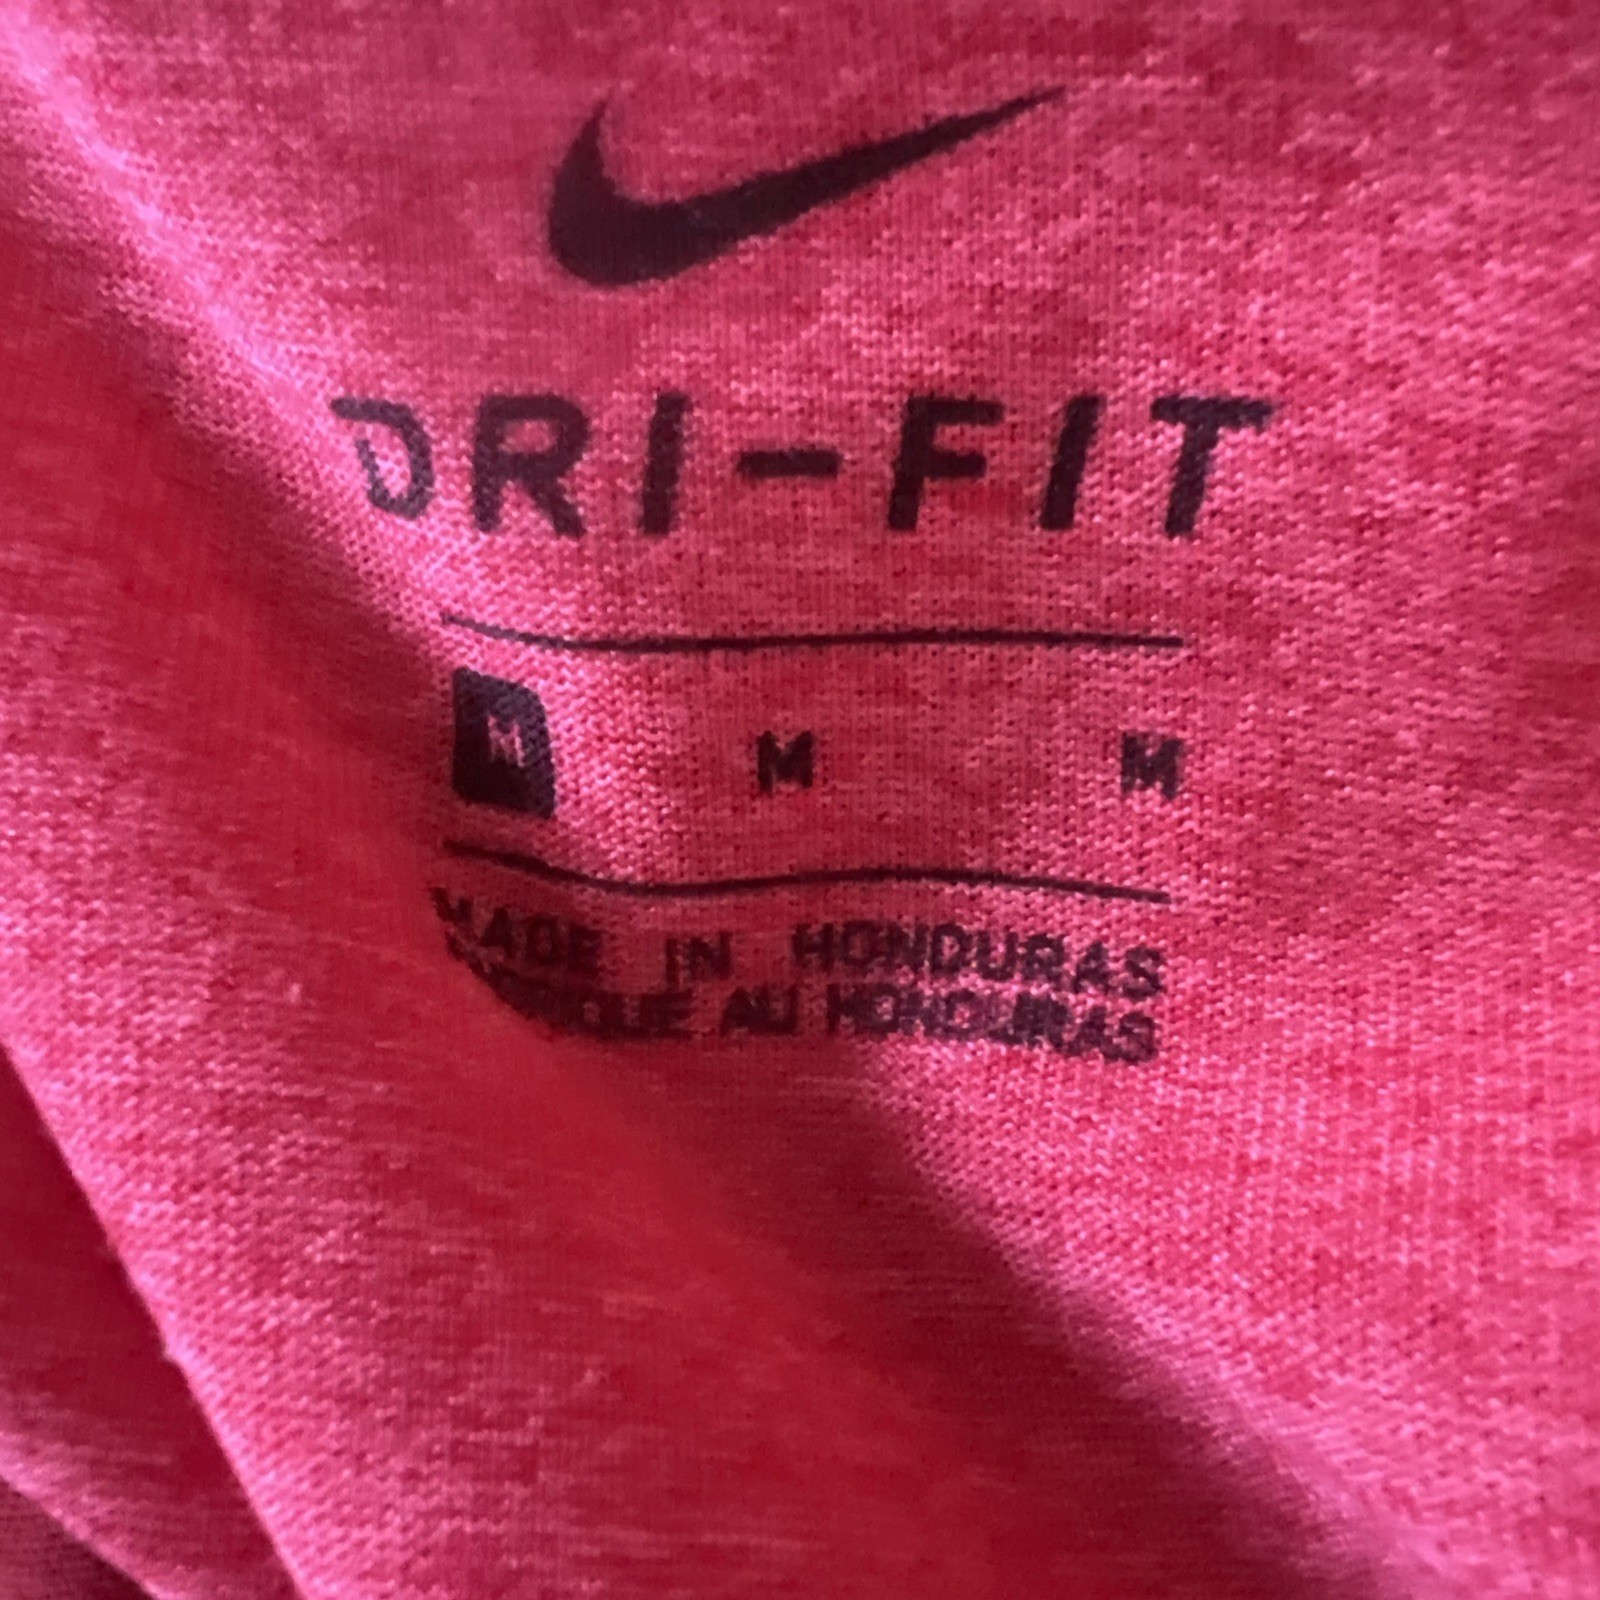 DRI-FIT
M M M
MADE IN HONDURAS
AU HONDURAS